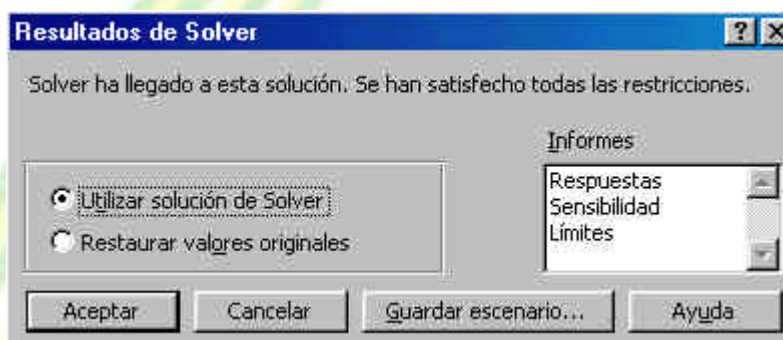 Resultados de Solver
Solver ha llegado a esta solución. Se han satisfecho todas las restricciones.
Informes
Utilizar solución de Solver
Restaurar valores originales
Respuestas
Sensibilidad
Límites
Aceptar
Cancelar
Guardar escenario...
Ayuda